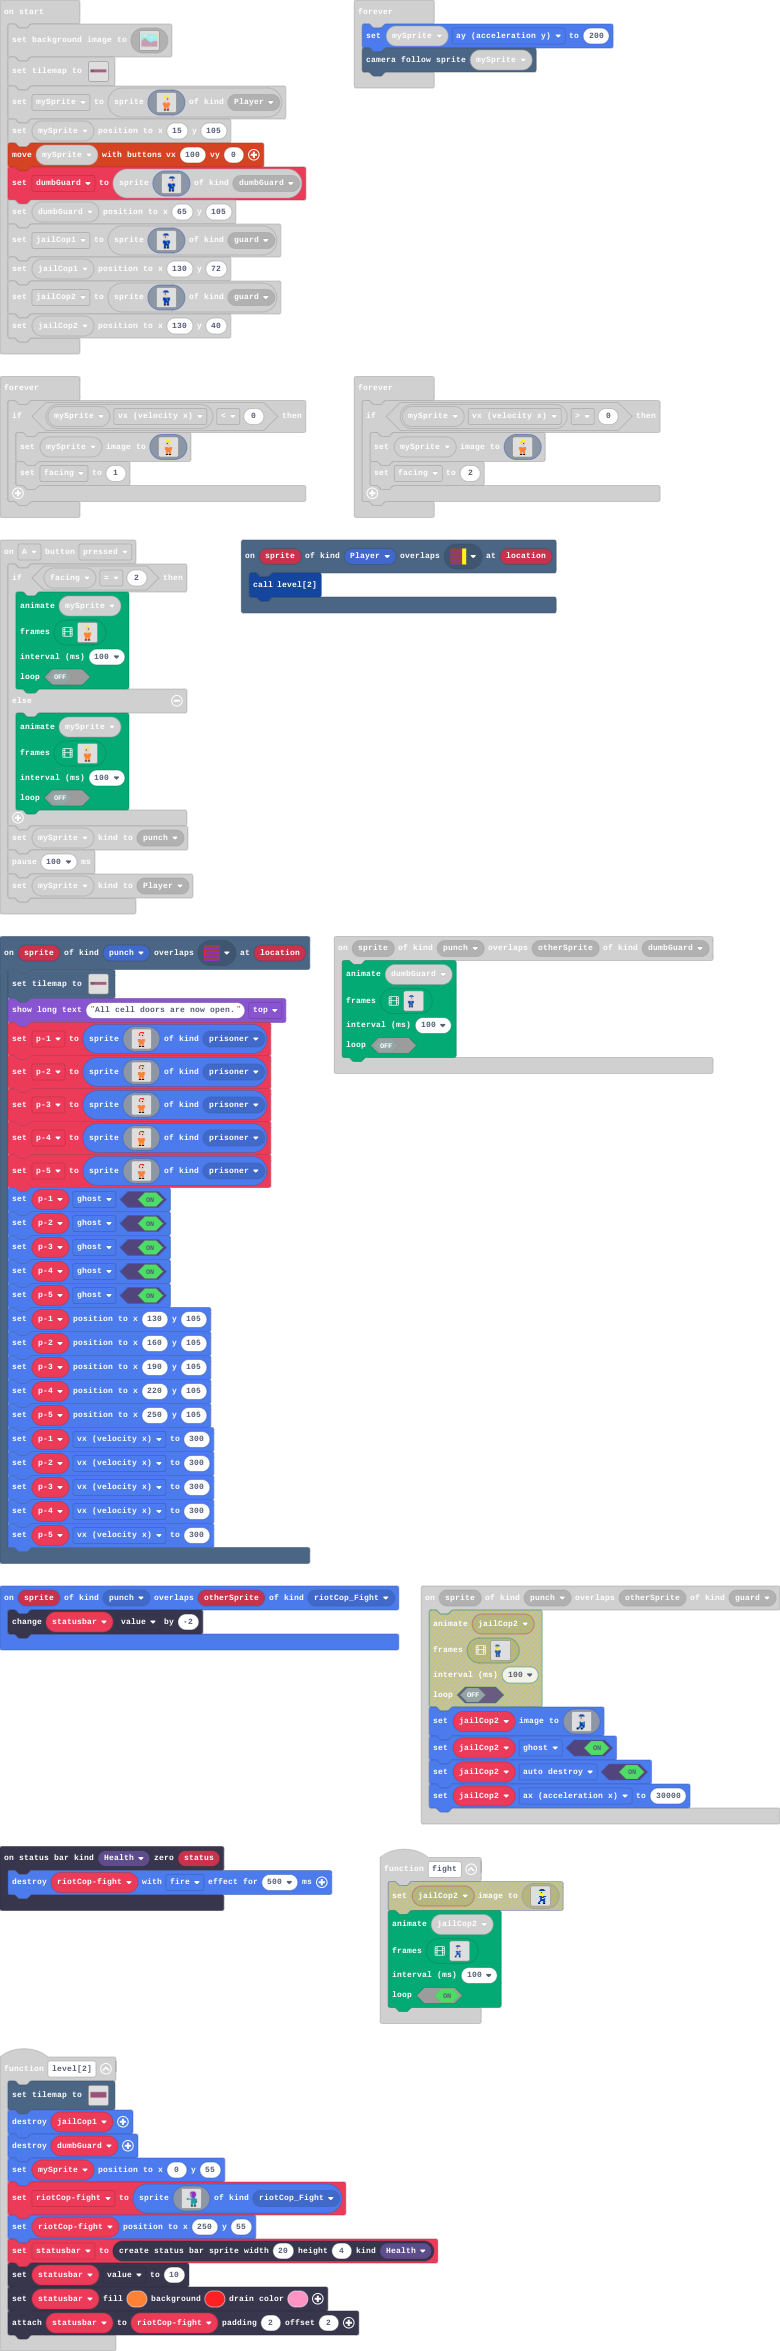 on start
set background image to
set tilemap to
set mySprite to sprite of kind Player
set mySprite position to x 15 y 105
move mySprite with buttons vx 100 vy 0
set dumbGuard to sprite of kind dumbGuard
set dumbGuard position to x 65 y 105
set jailCop1 to sprite of kind guard
set jailCop1 position to x 130 y 72
set jailCop2 to sprite of kind guard
set jailCop2 position to x 130 y 40
forever
set mySprite ay (acceleration y) to 200
camera follow sprite mySprite
forever
if mySprite vx (velocity x) < 0 then
set mySprite image to
set facing to 1
forever
if mySprite vx (velocity x) > 0 then
set mySprite image to
set facing to 2
on A button pressed
if facing = 2 then
animate mySprite
frames
interval (ms) 100
loop OFF
else
animate mySprite
frames
interval (ms) 100
loop OFF
set mySprite kind to punch
pause 100 ms
set mySprite kind to Player
on sprite of kind Player overlaps at location
call level[2]
on sprite of kind punch overlaps at location
set tilemap to
show long text "All cell doors are now open." top
set p-1 to sprite of kind prisoner
set p-2 to sprite of kind prisoner
set p-3 to sprite of kind prisoner
set p-4 to sprite of kind prisoner
set p-5 to sprite of kind prisoner
set p-1 ghost ON
set p-2 ghost ON
set p-3 ghost ON
set p-4 ghost ON
set p-5 ghost ON
set p-1 position to x 130 y 105
set p-2 position to x 160 y 105
set p-3 position to x 190 y 105
set p-4 position to x 220 y 105
set p-5 position to x 250 y 105
set p-1 vx (velocity x) to 300
set p-2 vx (velocity x) to 300
set p-3 vx (velocity x) to 300
set p-4 vx (velocity x) to 300
set p-5 vx (velocity x) to 300
on sprite of kind punch overlaps otherSprite of kind dumbGuard
animate dumbGuard
frames
interval (ms) 100
loop OFF
on sprite of kind punch overlaps otherSprite of kind riotCop_Fight
change statusbar value by -2
on sprite of kind punch overlaps otherSprite of kind guard
animate jailCop2
frames
interval (ms) 100
loop OFF
set jailCop2 image to
set jailCop2 ghost ON
set jailCop2 auto destroy ON
set jailCop2 ax (acceleration x) to 30000
on status bar kind Health zero status
destroy riotCop-fight with fire effect for 500 ms
function fight
set jailCop2 image to
animate jailCop2
frames
interval (ms) 100
loop ON
function level[2]
set tilemap to
destroy jailCop1
destroy dumbGuard
set mySprite position to x 0 y 55
set riotCop-fight to sprite of kind riotCop_Fight
set riotCop-fight position to x 250 y 55
set statusbar to create status bar sprite width 20 height 4 kind Health
set statusbar value to 10
set statusbar fill background drain color
attach statusbar to riotCop-fight padding 2 offset 2